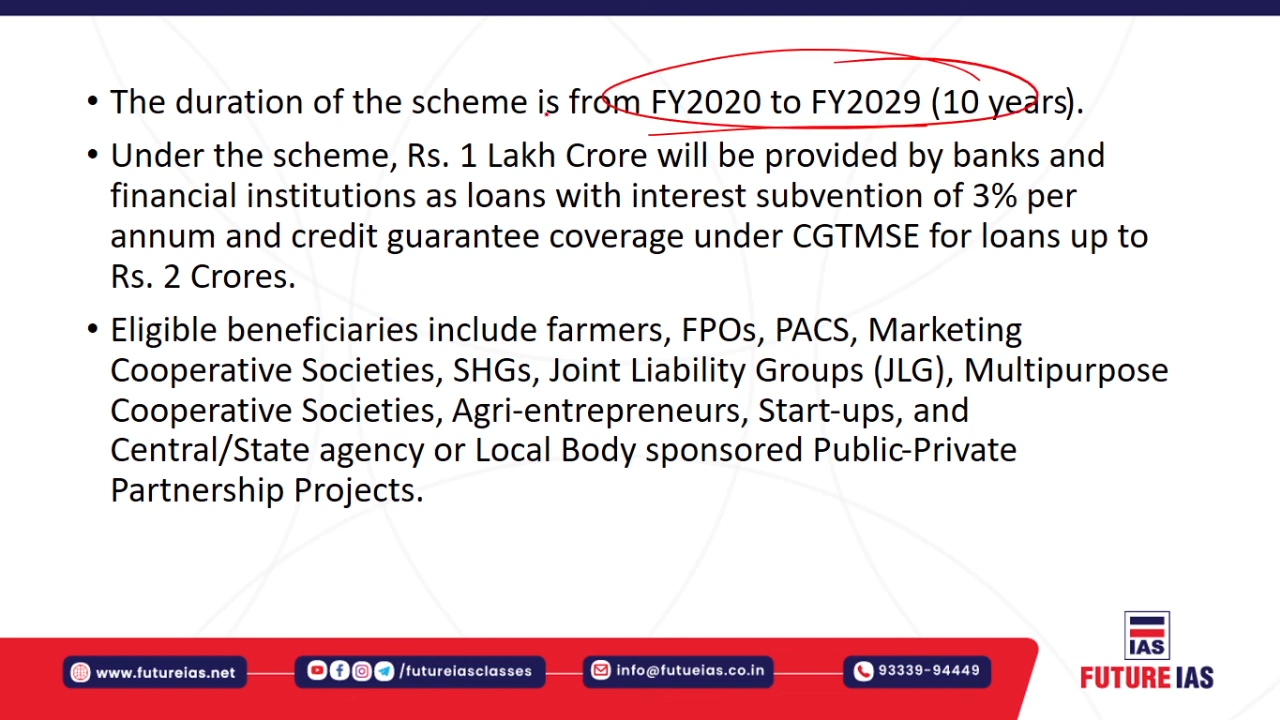 • The duration of the scheme is from FY2020 to FY2029 (10 years).
• Under the scheme, Rs. 1 Lakh Crore will be provided by banks and
financial institutions as loans with interest subvention of 3% per
annum and credit guarantee coverage under CGTMSE for loans up to
Rs. 2 Crores.
• Eligible beneficiaries include farmers, FPOs, PACS, Marketing
Cooperative Societies, SHGs, Joint Liability Groups (JLG), Multipurpose
Cooperative Societies, Agri-entrepreneurs, Start-ups, and
Central/State agency or Local Body sponsored Public-Private
Partnership Projects.
IAS
FUTURE IAS
www.futureias.net
/futureiasclasses
info@futueias.co.in
93339-94449